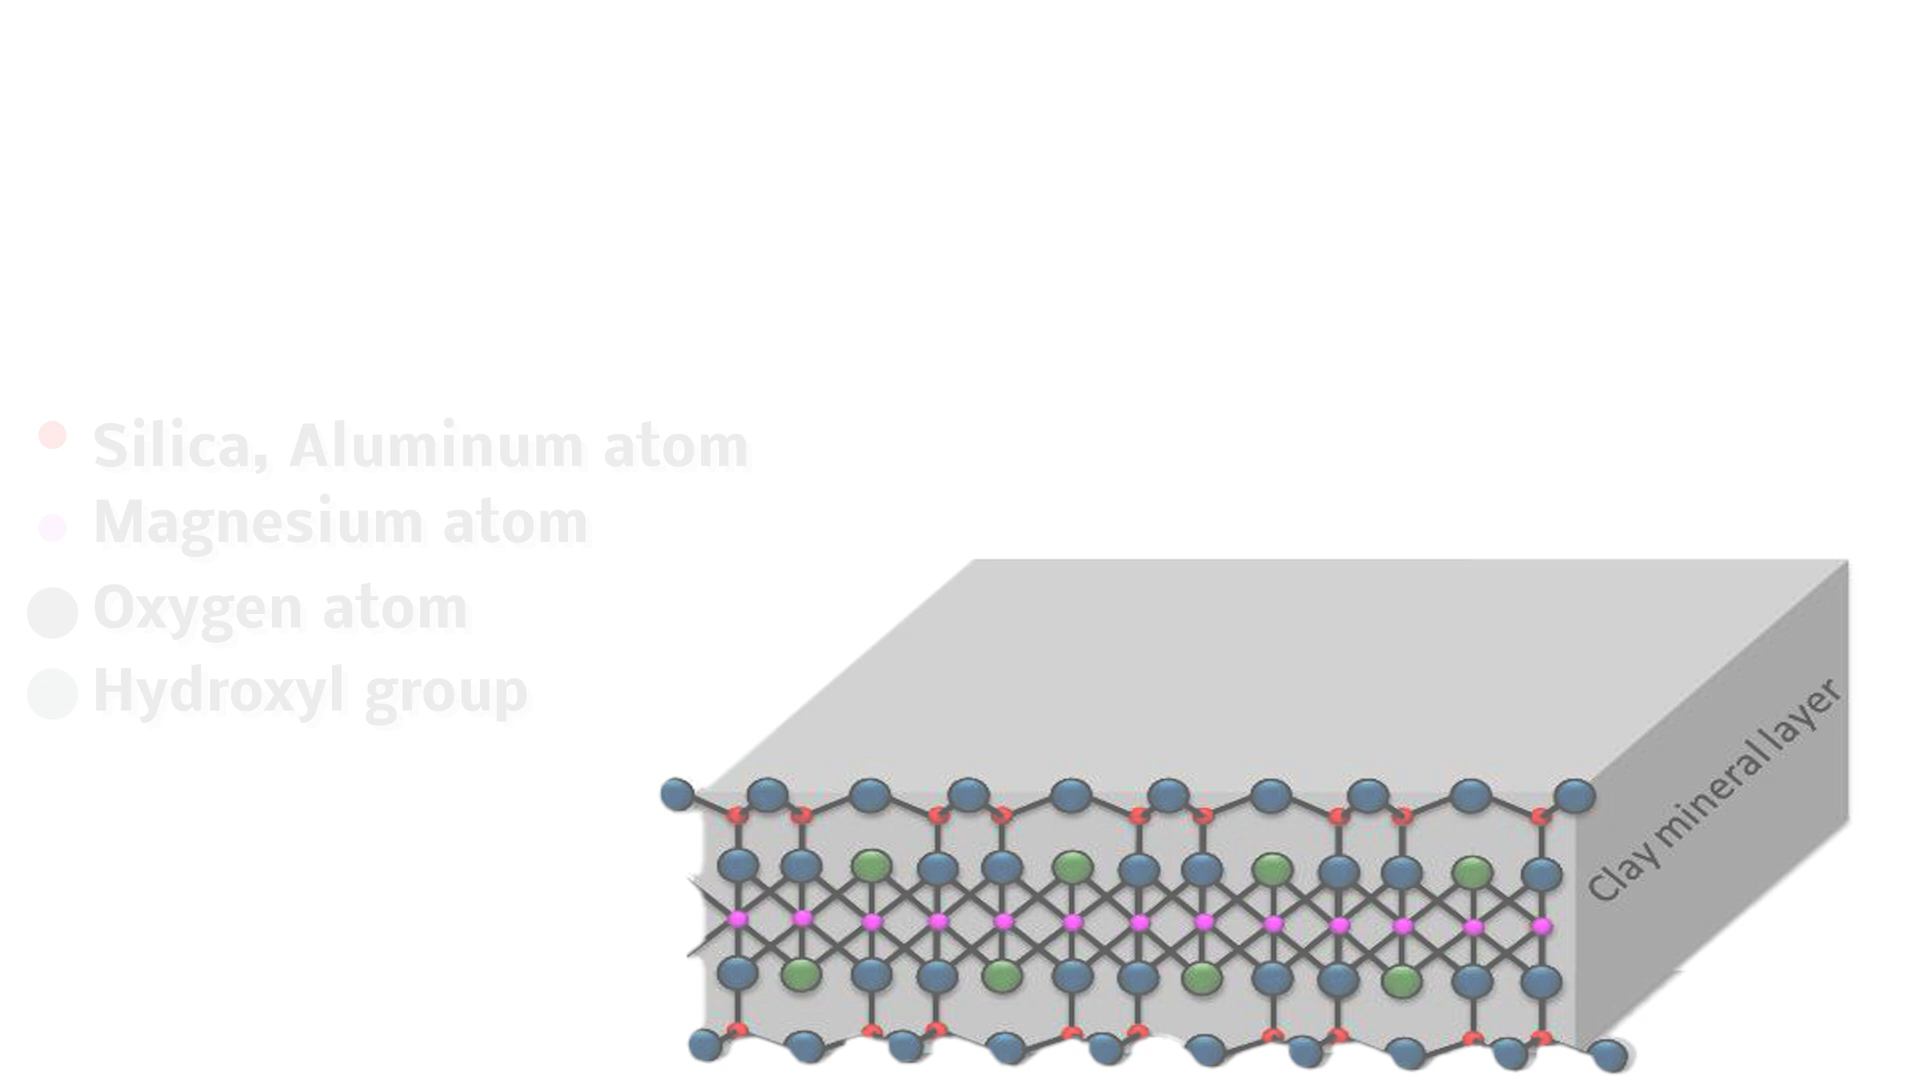 Silica, Aluminum atom
Magnesium atom
Oxygen atom
Hydroxyl group
Clay mineral layer